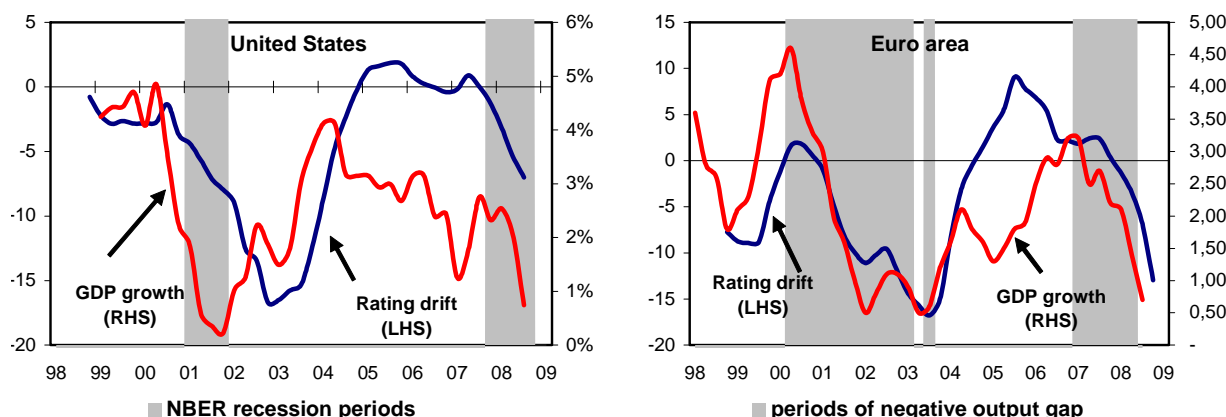 United States
5
0
-5
-10
-15
-20
6%
5%
4%
3%
2%
1%
0%
GDP growth
(RHS)
Rating drift
(LHS)
98 99 00 01 02 03 04 05 06 07 08 09
NBER recession periods
Euro area
15
10
5
0
-5
-10
-15
-20
5,00
4,50
4,00
3,50
3,00
2,50
2,00
1,50
1,00
0,50
-
Rating drift
(LHS)
GDP growth
(RHS)
98 99 00 01 02 03 04 05 06 07 08 09
periods of negative output gap